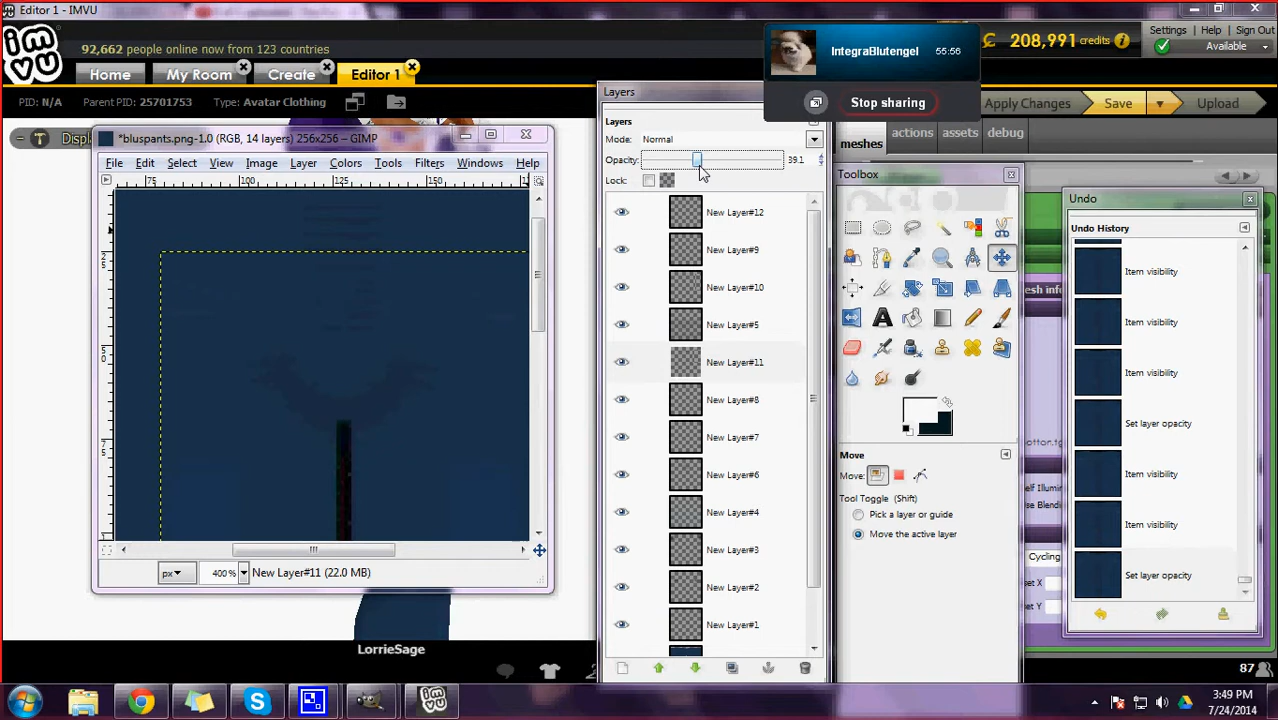 Editor 1 - IMVU
imvu
92,662 people online now from 123 countries
IntegraBlutengel 55:56
208,991 credits
Settings | Help | Sign Out
Available
Home My Room Create Editor 1
Stop sharing
Apply Changes Save Upload
PID: N/A Parent PID: 25701753 Type: Avatar Clothing
meshes actions assets debug
*bluspants.png-1.0 (RGB, 14 layers) 256x256 – GIMP
File Edit Select View Image Layer Colors Tools Filters Windows Help
75 100 125 150
400% New Layer#11 (22.0 MB)
px
Layers
Layers
Mode: Normal
Opacity: 39.1
Lock:
New Layer#12
New Layer#9
New Layer#10
New Layer#5
New Layer#11
New Layer#8
New Layer#7
New Layer#6
New Layer#4
New Layer#3
New Layer#2
New Layer#1
Toolbox
Move
Move:
Tool Toggle (Shift)
Pick a layer or guide
Move the active layer
Undo
Undo History
Item visibility
Item visibility
Item visibility
Set layer opacity
Item visibility
Item visibility
Set layer opacity
Cycling
LorrieSage
87
3:49 PM
7/24/2014